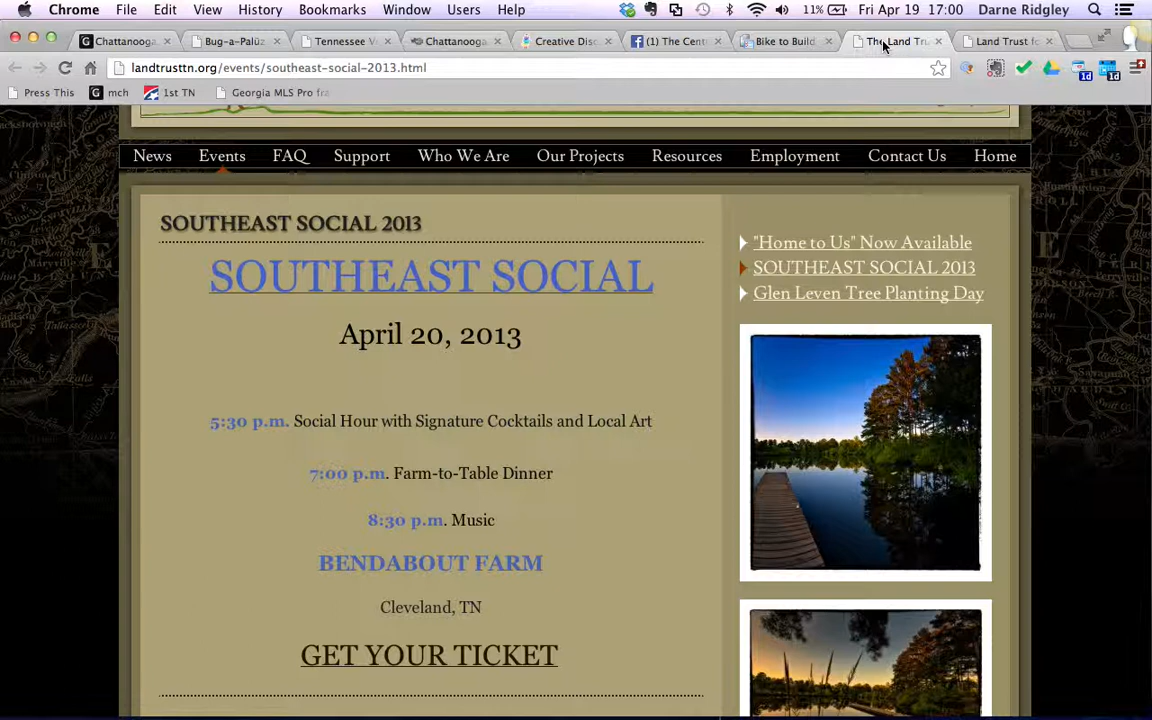 Chrome File Edit View History Bookmarks Window Users Help 11% Fri Apr 19 17:00 Darne Ridgley
Chattanooga Bug-a-Palüz Tennessee Chattanooga Creative Disc (1) The Cent Bike to Build The Land Tru Land Trust fo
landtrusttn.org/events/southeast-social-2013.html 1d 1d
Press This mch 1st TN Georgia MLS Pro fra
News Events FAQ Support Who We Are Our Projects Resources Employment Contact Us Home
SOUTHEAST SOCIAL 2013
SOUTHEAST SOCIAL
April 20, 2013
5:30 p.m. Social Hour with Signature Cocktails and Local Art
7:00 p.m. Farm-to-Table Dinner
8:30 p.m. Music
BENDABOUT FARM
Cleveland, TN
GET YOUR TICKET
"Home to Us" Now Available
SOUTHEAST SOCIAL 2013
Glen Leven Tree Planting Day